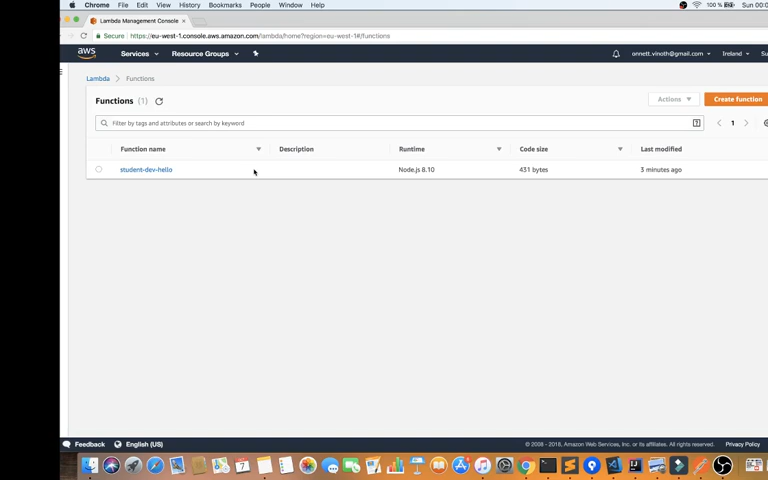 Chrome File Edit View History Bookmarks People Window Help 100 % Sun 00:0
Lambda Management Console ×
Secure https://eu-west-1.console.aws.amazon.com/lambda/home?region=eu-west-1#/functions
aws Services Resource Groups onnett.vinoth@gmail.com Ireland Su
Lambda > Functions
Functions (1) Actions Create function
Filter by tags and attributes or search by keyword ? < 1 >
Function name Description Runtime Code size Last modified
student-dev-hello Node.js 8.10 431 bytes 3 minutes ago
Feedback English (US) © 2008 - 2018, Amazon Web Services, Inc. or its affiliates. All rights reserved. Privacy Policy
7